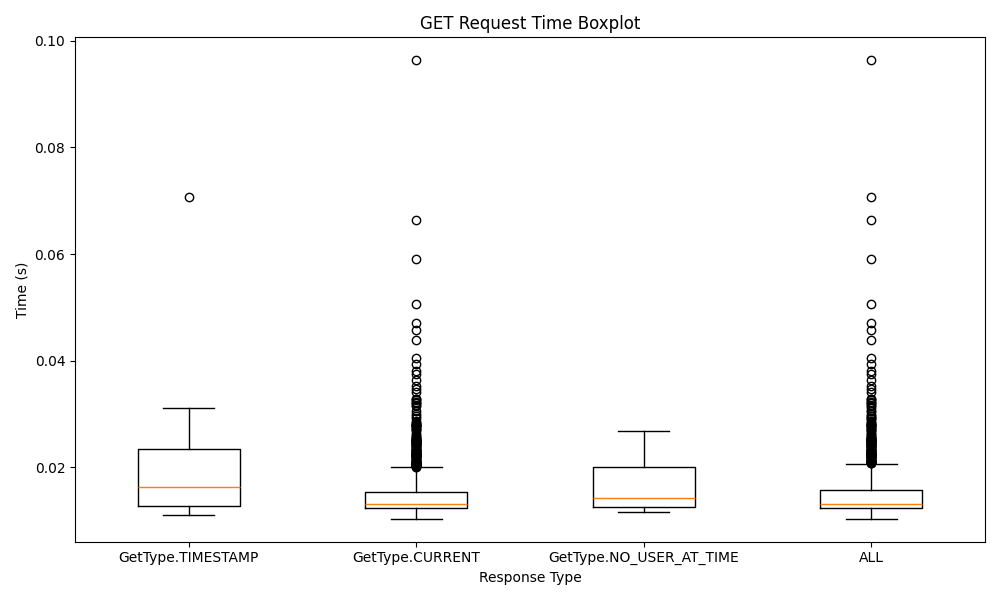 GET Request Time Boxplot
0.10
0.08
0.06
0.04
0.02
Time (s)
GetType.TIMESTAMP
GetType.CURRENT
GetType.NO_USER_AT_TIME
ALL
Response Type